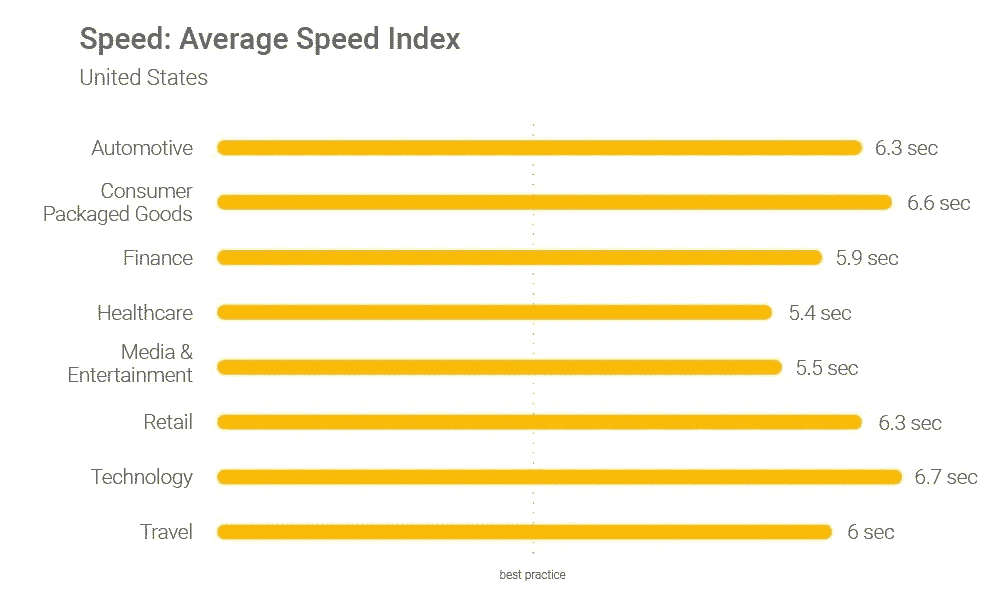 Speed: Average Speed Index
United States
Automotive
6.3 sec
Consumer
Packaged Goods
6.6 sec
Finance
5.9 sec
Healthcare
5.4 sec
Media &
Entertainment
5.5 sec
Retail
6.3 sec
Technology
6.7 sec
Travel
6 sec
best practice